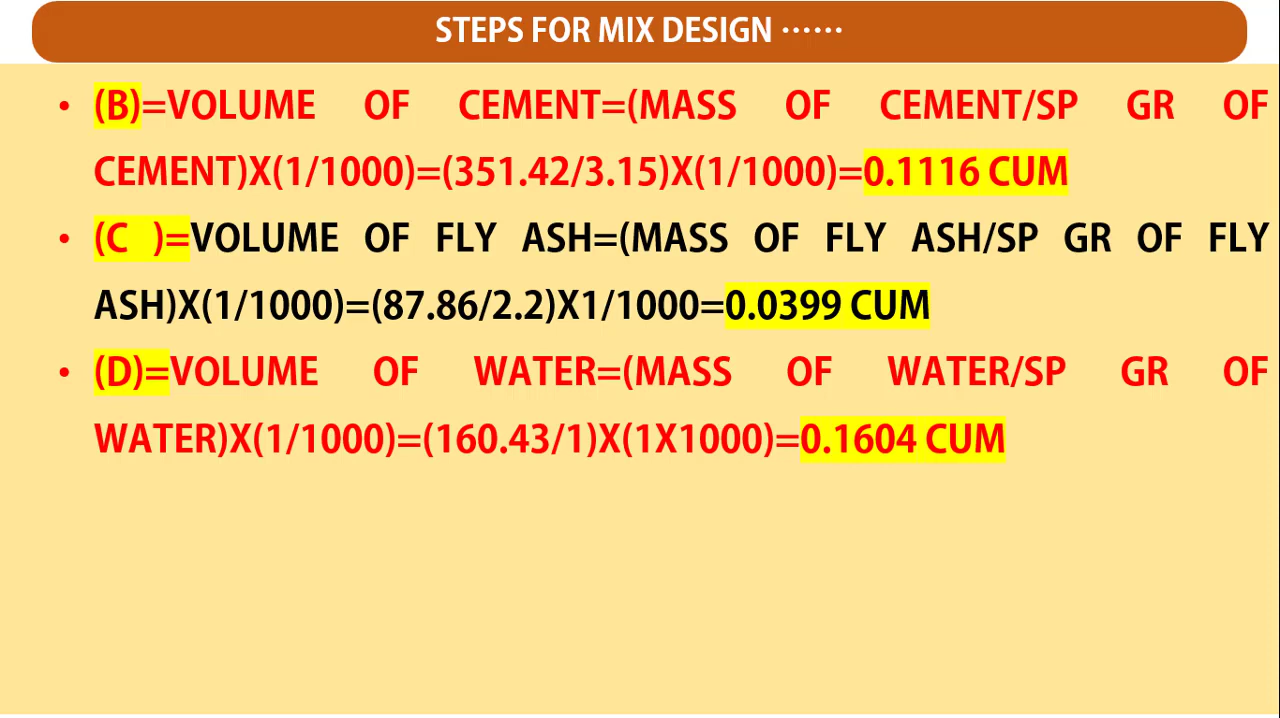 STEPS FOR MIX DESIGN ······
• (B)=VOLUME OF CEMENT=(MASS OF CEMENT/SP GR OF
CEMENT)X(1/1000)=(351.42/3.15)X(1/1000)=0.1116 CUM
• (C )=VOLUME OF FLY ASH=(MASS OF FLY ASH/SP GR OF FLY
ASH)X(1/1000)=(87.86/2.2)X1/1000=0.0399 CUM
• (D)=VOLUME OF WATER=(MASS OF WATER/SP GR OF
WATER)X(1/1000)=(160.43/1)X(1X1000)=0.1604 CUM